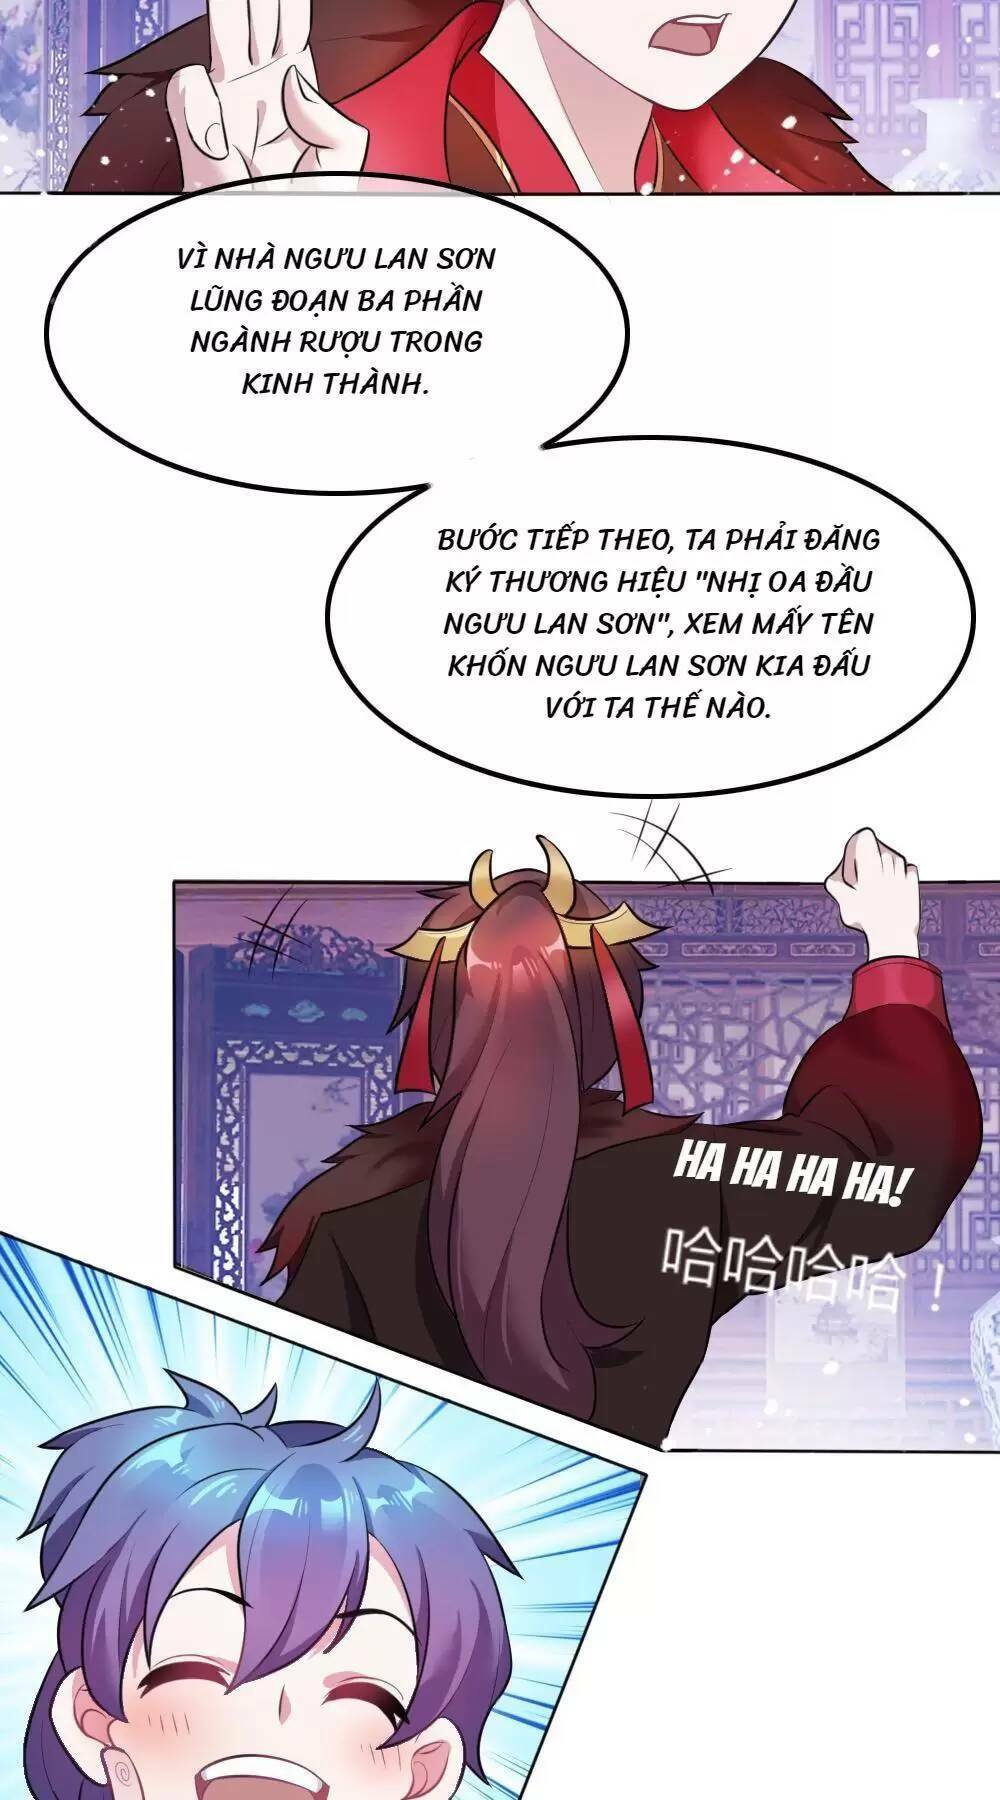 VÌ NHÀ NGƯU LAN SƠN
LŨNG ĐOẠN BA PHẦN
NGÀNH RƯỢU TRONG
KINH THÀNH.
BƯỚC TIẾP THEO, TA PHẢI ĐĂNG
KÝ THƯƠNG HIỆU "NHỊ OA ĐẦU
NGƯU LAN SƠN", XEM MẤY TÊN
KHỐN NGƯU LAN SƠN KIA ĐẤU
VỚI TA THẾ NÀO.
HA HA HA HA!
哈哈哈哈！